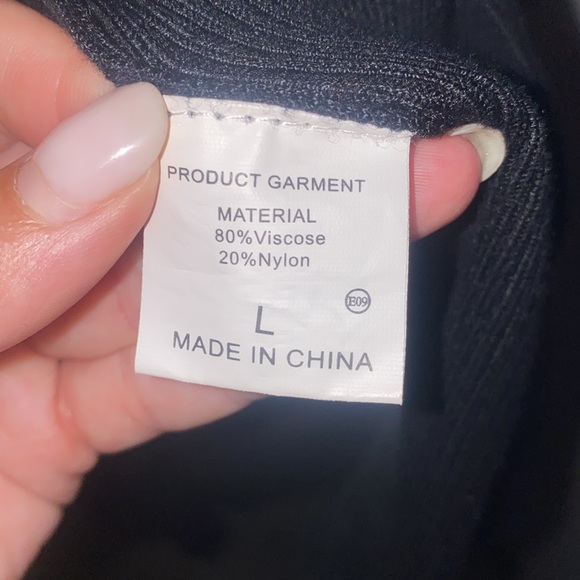 PRODUCT GARMENT
MATERIAL
80%Viscose
20%Nylon
E09
L
MADE IN CHINA